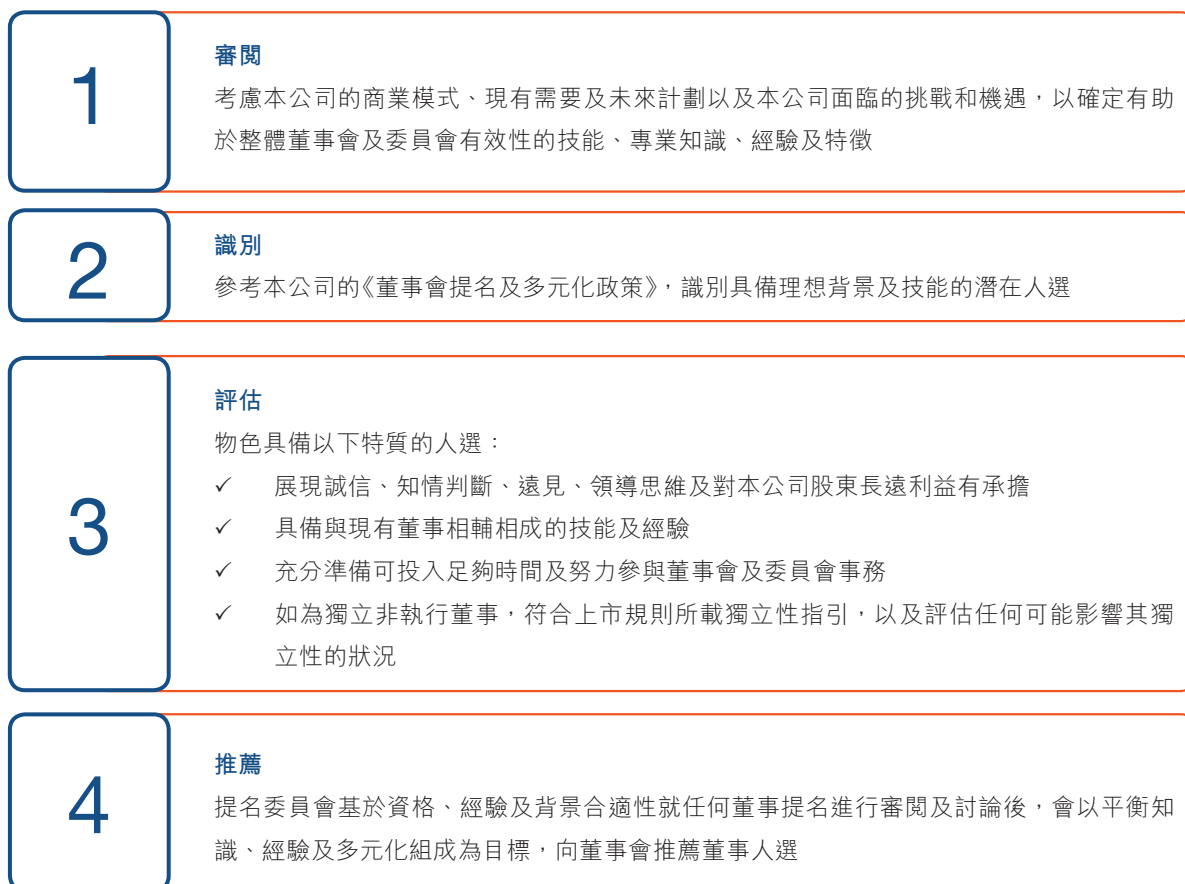 1
審閲
考慮本公司的商業模式、現有需要及未來計劃以及本公司面臨的挑戰和機遇，以確定有助
於整體董事會及委員會有效性的技能、專業知識、經驗及特徵
2
識別
參考本公司的《董事會提名及多元化政策》，識別具備理想背景及技能的潛在人選
3
評估
物色具備以下特質的人選：
✓ 展現誠信、知情判斷、遠見、領導思維及對本公司股東長遠利益有承擔
✓ 具備與現有董事相輔相成的技能及經驗
✓ 充分準備可投入足夠時間及努力參與董事會及委員會事務
✓ 如為獨立非執行董事，符合上市規則所載獨立性指引，以及評估任何可能影響其獨
立性的狀況
4
推薦
提名委員會基於資格、經驗及背景合適性就任何董事提名進行審閱及討論後，會以平衡知
識、經驗及多元化組成為目標，向董事會推薦董事人選